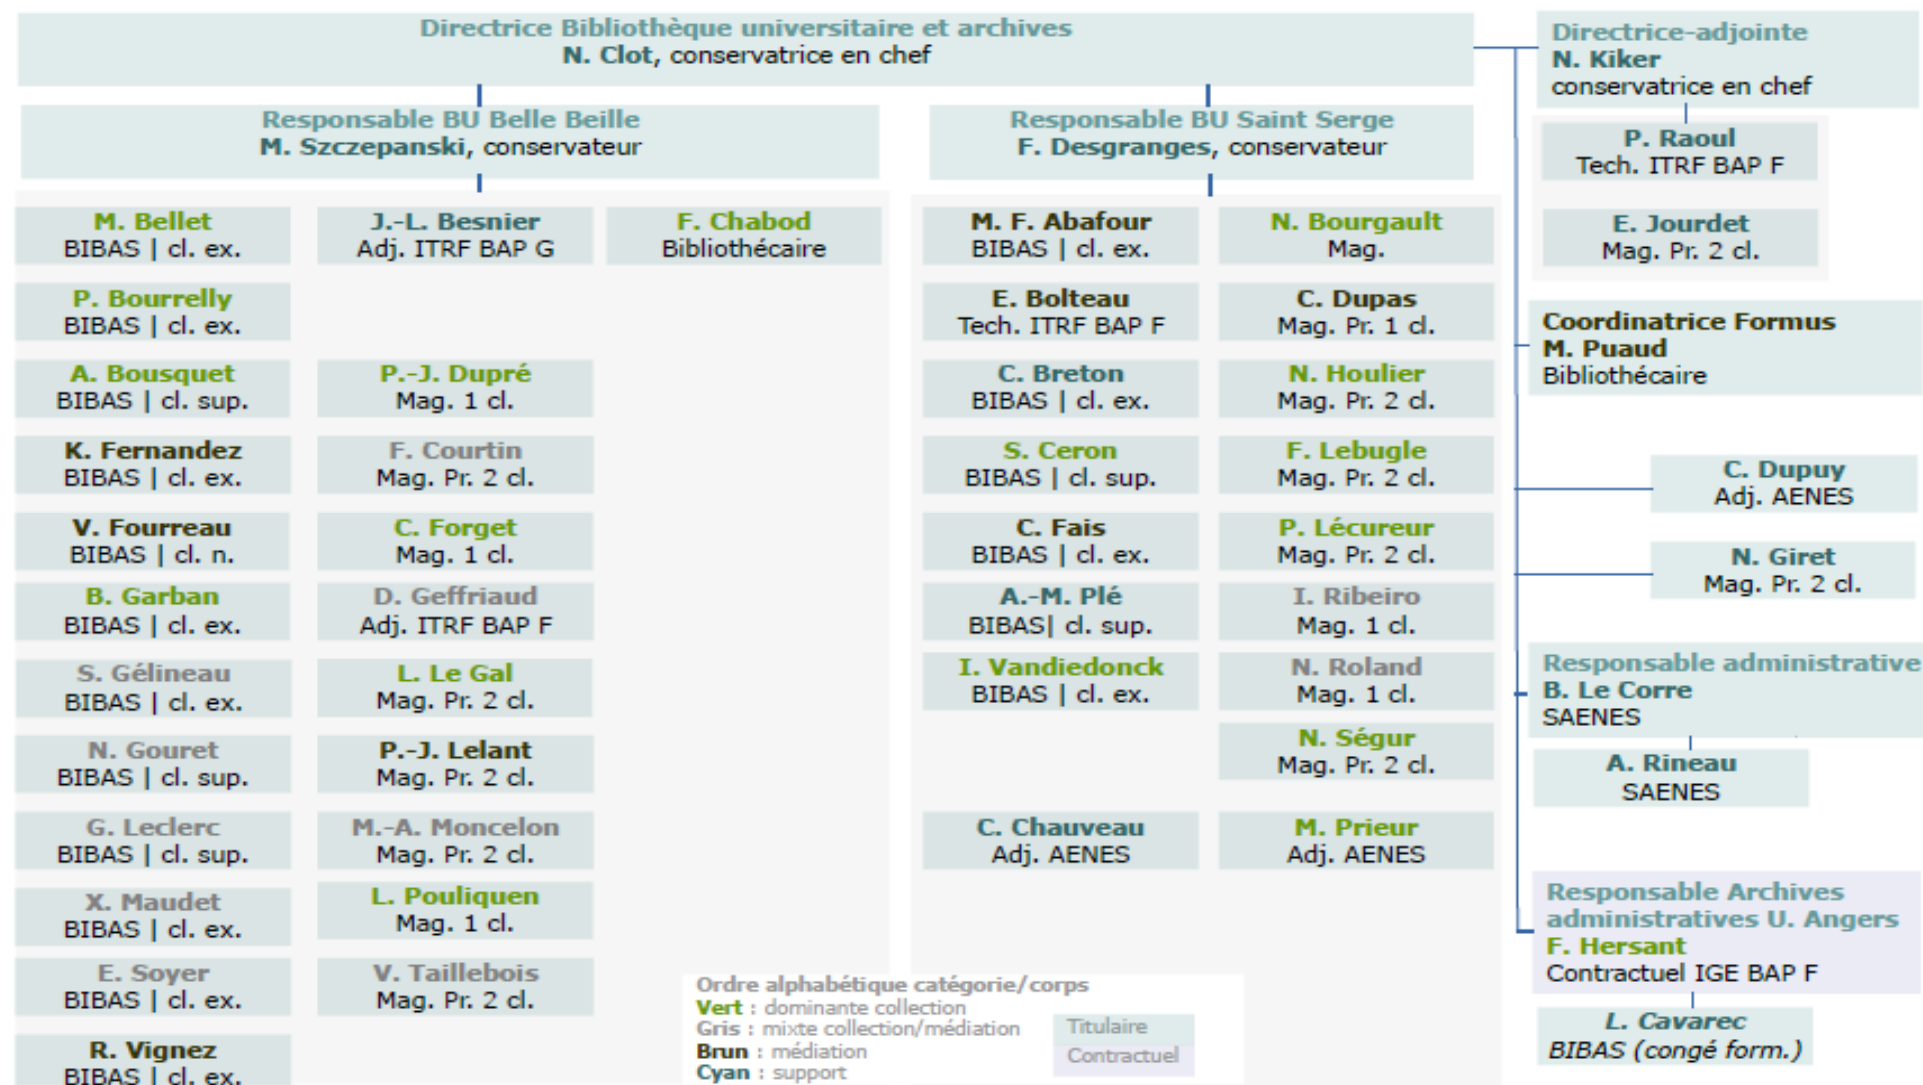 Directrice Bibliothèque universitaire et archives
N. Clot, conservatrice en chef
Responsable BU Belle Beille
M. Szczepanski, conservateur
M. Bellet
BIBAS | cl. ex.
P. Bourrelly
BIBAS | cl. ex.
A. Bousquet
BIBAS | cl. sup.
K. Fernandez
BIBAS | cl. ex.
V. Fourreau
BIBAS | cl. n.
B. Garban
BIBAS | cl. ex.
S. Gélineau
BIBAS | cl. ex.
N. Gouret
BIBAS | cl. sup.
G. Leclerc
BIBAS | cl. sup.
X. Maudet
BIBAS | cl. ex.
E. Soyer
BIBAS | cl. ex.
R. Vignez
BIBAS | cl. ex.
J.-L. Besnier
Adj. ITRF BAP G
P.-J. Dupré
Mag. 1 cl.
F. Courtin
Mag. Pr. 2 cl.
C. Forget
Mag. 1 cl.
D. Geffriaud
Adj. ITRF BAP F
L. Le Gal
Mag. Pr. 2 cl.
P.-J. Lelant
Mag. Pr. 2 cl.
M.-A. Moncelon
Mag. Pr. 2 cl.
L. Pouliquen
Mag. 1 cl.
V. Taillebois
Mag. Pr. 2 cl.
F. Chabod
Bibliothécaire
Responsable BU Saint Serge
F. Desgranges, conservateur
M. F. Abafour
BIBAS | cl. ex.
E. Bolteau
Tech. ITRF BAP F
C. Breton
BIBAS | cl. ex.
S. Ceron
BIBAS | cl. sup.
C. Fais
BIBAS | cl. ex.
A.-M. Plé
BIBAS| cl. sup.
I. Vandiedonck
BIBAS | cl. ex.
C. Chauveau
Adj. AENES
N. Bourgault
Mag.
C. Dupas
Mag. Pr. 1 cl.
N. Houlier
Mag. Pr. 2 cl.
F. Lebugle
Mag. Pr. 2 cl.
P. Lécureur
Mag. Pr. 2 cl.
I. Ribeiro
Mag. 1 cl.
N. Roland
Mag. 1 cl.
N. Ségur
Mag. Pr. 2 cl.
M. Prieur
Adj. AENES
Directrice-adjointe
N. Kiker
conservatrice en chef
P. Raoul
Tech. ITRF BAP F
E. Jourdet
Mag. Pr. 2 cl.
Coordinatrice Formus
M. Puaud
Bibliothécaire
C. Dupuy
Adj. AENES
N. Giret
Mag. Pr. 2 cl.
Responsable administrative
B. Le Corre
SAENES
A. Rineau
SAENES
Responsable Archives
administratives U. Angers
F. Hersant
Contractuel IGE BAP F
L. Cavarec
BIBAS (congé form.)
Ordre alphabétique catégorie/corps
Vert : dominante collection
Gris : mixte collection/médiation
Brun : médiation
Cyan : support
Titulaire
Contractuel